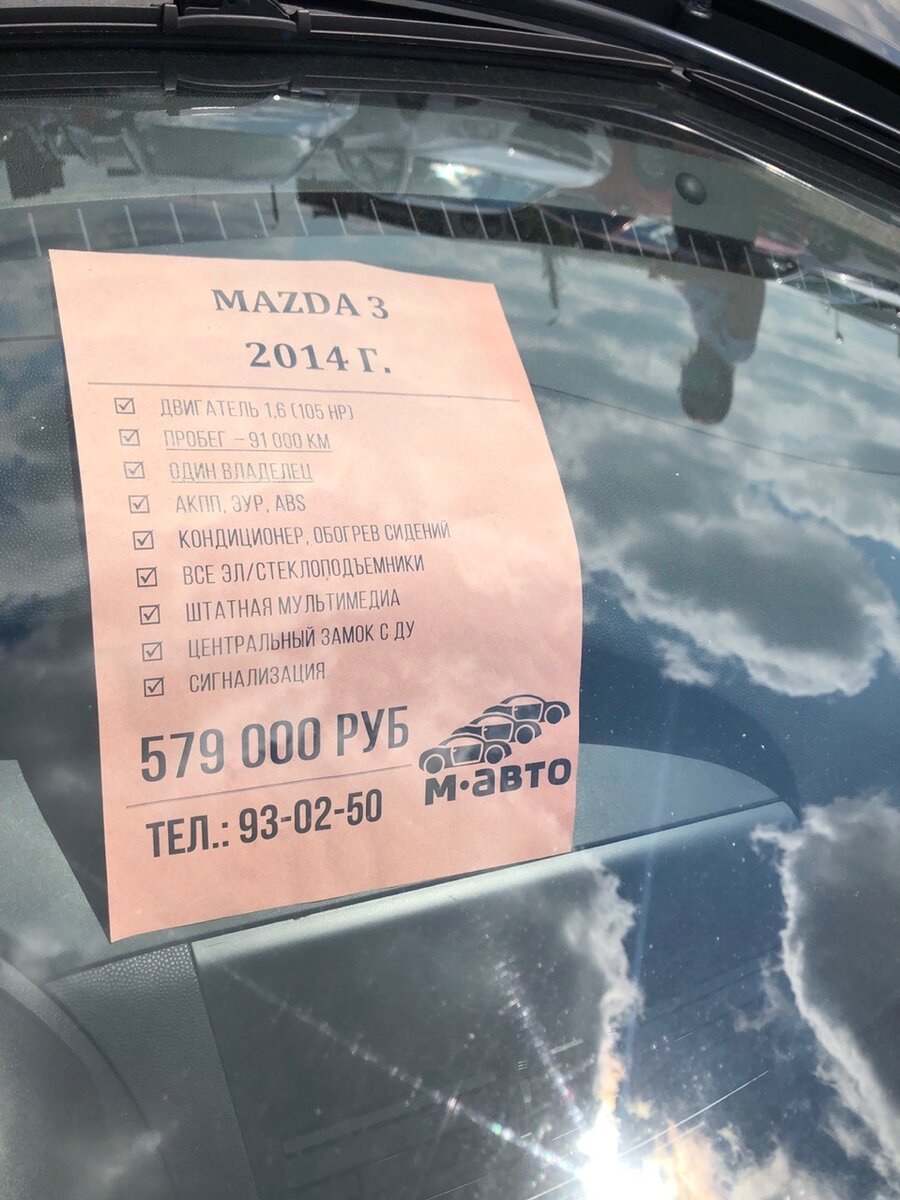 MAZDA 3
2014 Г.
ДВИГАТЕЛЬ 1,6 (105 HP)
ПРОБЕГ – 91 000 КМ
ОДИН ВЛАДЕЛЕЦ
АКПП, ЭУР, ABS
КОНДИЦИОНЕР, ОБОГРЕВ СИДЕНИЙ
ВСЕ ЭЛ/СТЕКЛОПОДЪЕМНИКИ
ШТАТНАЯ МУЛЬТИМЕДИА
ЦЕНТРАЛЬНЫЙ ЗАМОК С ДУ
СИГНАЛИЗАЦИЯ
579 000 РУБ
М·АВТО
ТЕЛ.: 93-02-50